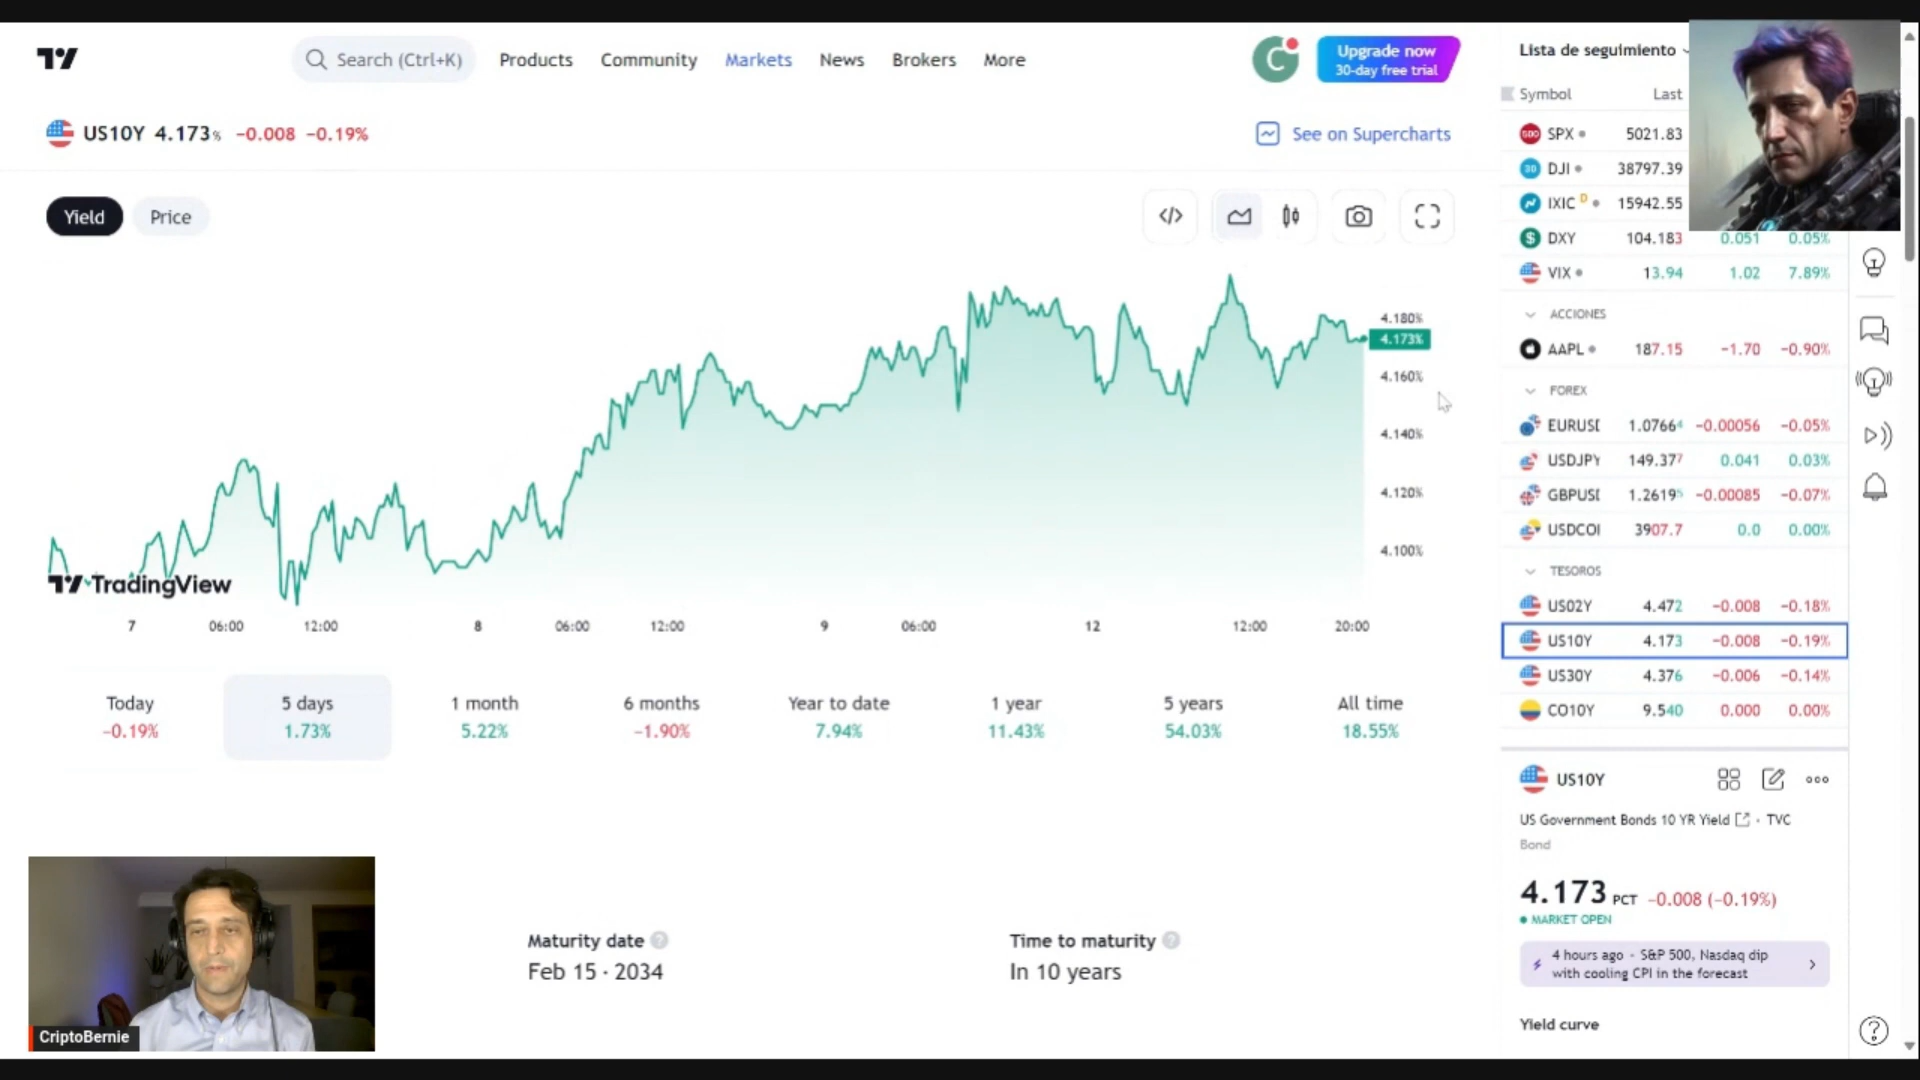 Search (Ctrl+K) Products Community Markets News Brokers More
C
Upgrade now
30-day free trial
US10Y 4.173% -0.008 -0.19%
See on Supercharts
Yield Price
4.180%
4.173%
4.160%
4.140%
4.120%
4.100%
TradingView
7 06:00 12:00 8 06:00 12:00 9 06:00 12 12:00 20:00
Today 5 days 1 month 6 months Year to date 1 year 5 years All time
-0.19% 1.73% 5.22% -1.90% 7.94% 11.43% 54.03% 18.55%
Maturity date Time to maturity
Feb 15 · 2034 In 10 years
CriptoBernie
Lista de seguimiento
Symbol Last
500 SPX 5021.83
30 DJI 38797.39
IXIC D 15942.55
$ DXY 104.183 0.051 0.05%
VIX 13.94 1.02 7.89%
ACCIONES
AAPL 187.15 -1.70 -0.90%
FOREX
EURUS 1.07664 -0.00056 -0.05%
USDJPY 149.377 0.041 0.03%
GBPUS 1.26195 -0.00085 -0.07%
USDCO 3907.7 0.0 0.00%
TESOROS
US02Y 4.472 -0.008 -0.18%
US10Y 4.173 -0.008 -0.19%
US30Y 4.376 -0.006 -0.14%
CO10Y 9.540 0.000 0.00%
US10Y
US Government Bonds 10 YR Yield · TVC
Bond
4.173 PCT -0.008 (-0.19%)
MARKET OPEN
4 hours ago · S&P 500, Nasdaq dip
with cooling CPI in the forecast
Yield curve